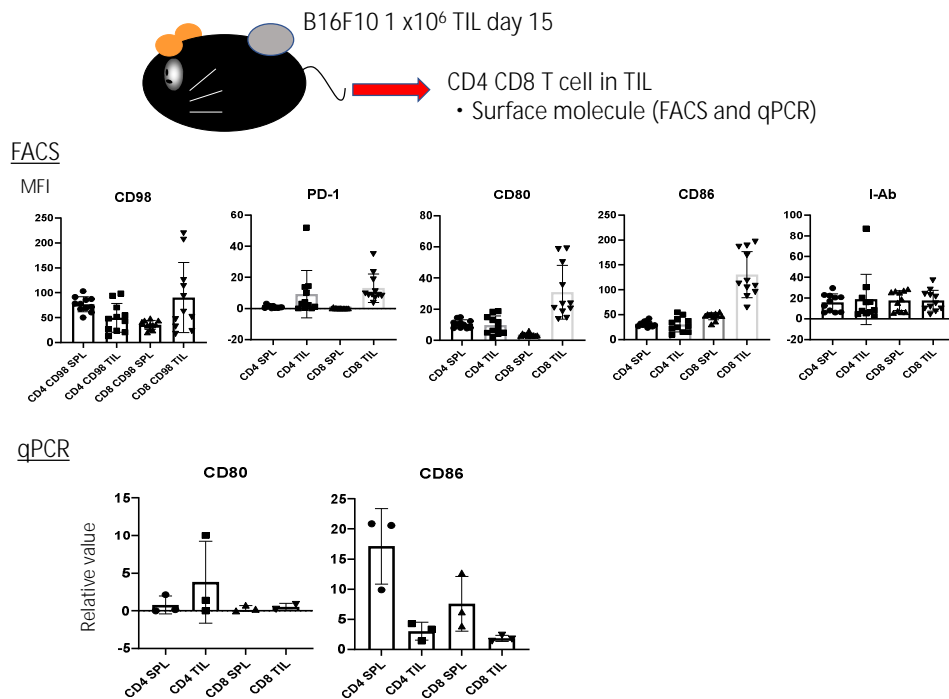 B16F10 1 x10⁶ TIL day 15
CD4 CD8 T cell in TIL
・Surface molecule (FACS and qPCR)
FACS
MFI
CD98
250
200
150
100
50
0
CD4 CD98 SPL
CD4 CD98 TIL
CD8 CD98 SPL
CD8 CD98 TIL
PD-1
60
40
20
0
-20
CD4 SPL
CD4 TIL
CD8 SPL
CD8 TIL
CD80
60
40
20
0
CD4 SPL
CD4 TIL
CD8 SPL
CD8 TIL
CD86
250
200
150
100
50
0
CD4 SPL
CD4 TIL
CD8 SPL
CD8 TIL
I-Ab
100
80
60
40
20
0
-20
CD4 SPL
CD4 TIL
CD8 SPL
CD8 TIL
qPCR
Relative value
CD80
15
10
5
0
-5
CD4 SPL
CD4 TIL
CD8 SPL
CD8 TIL
CD86
25
20
15
10
5
0
CD4 SPL
CD4 TIL
CD8 SPL
CD8 TIL